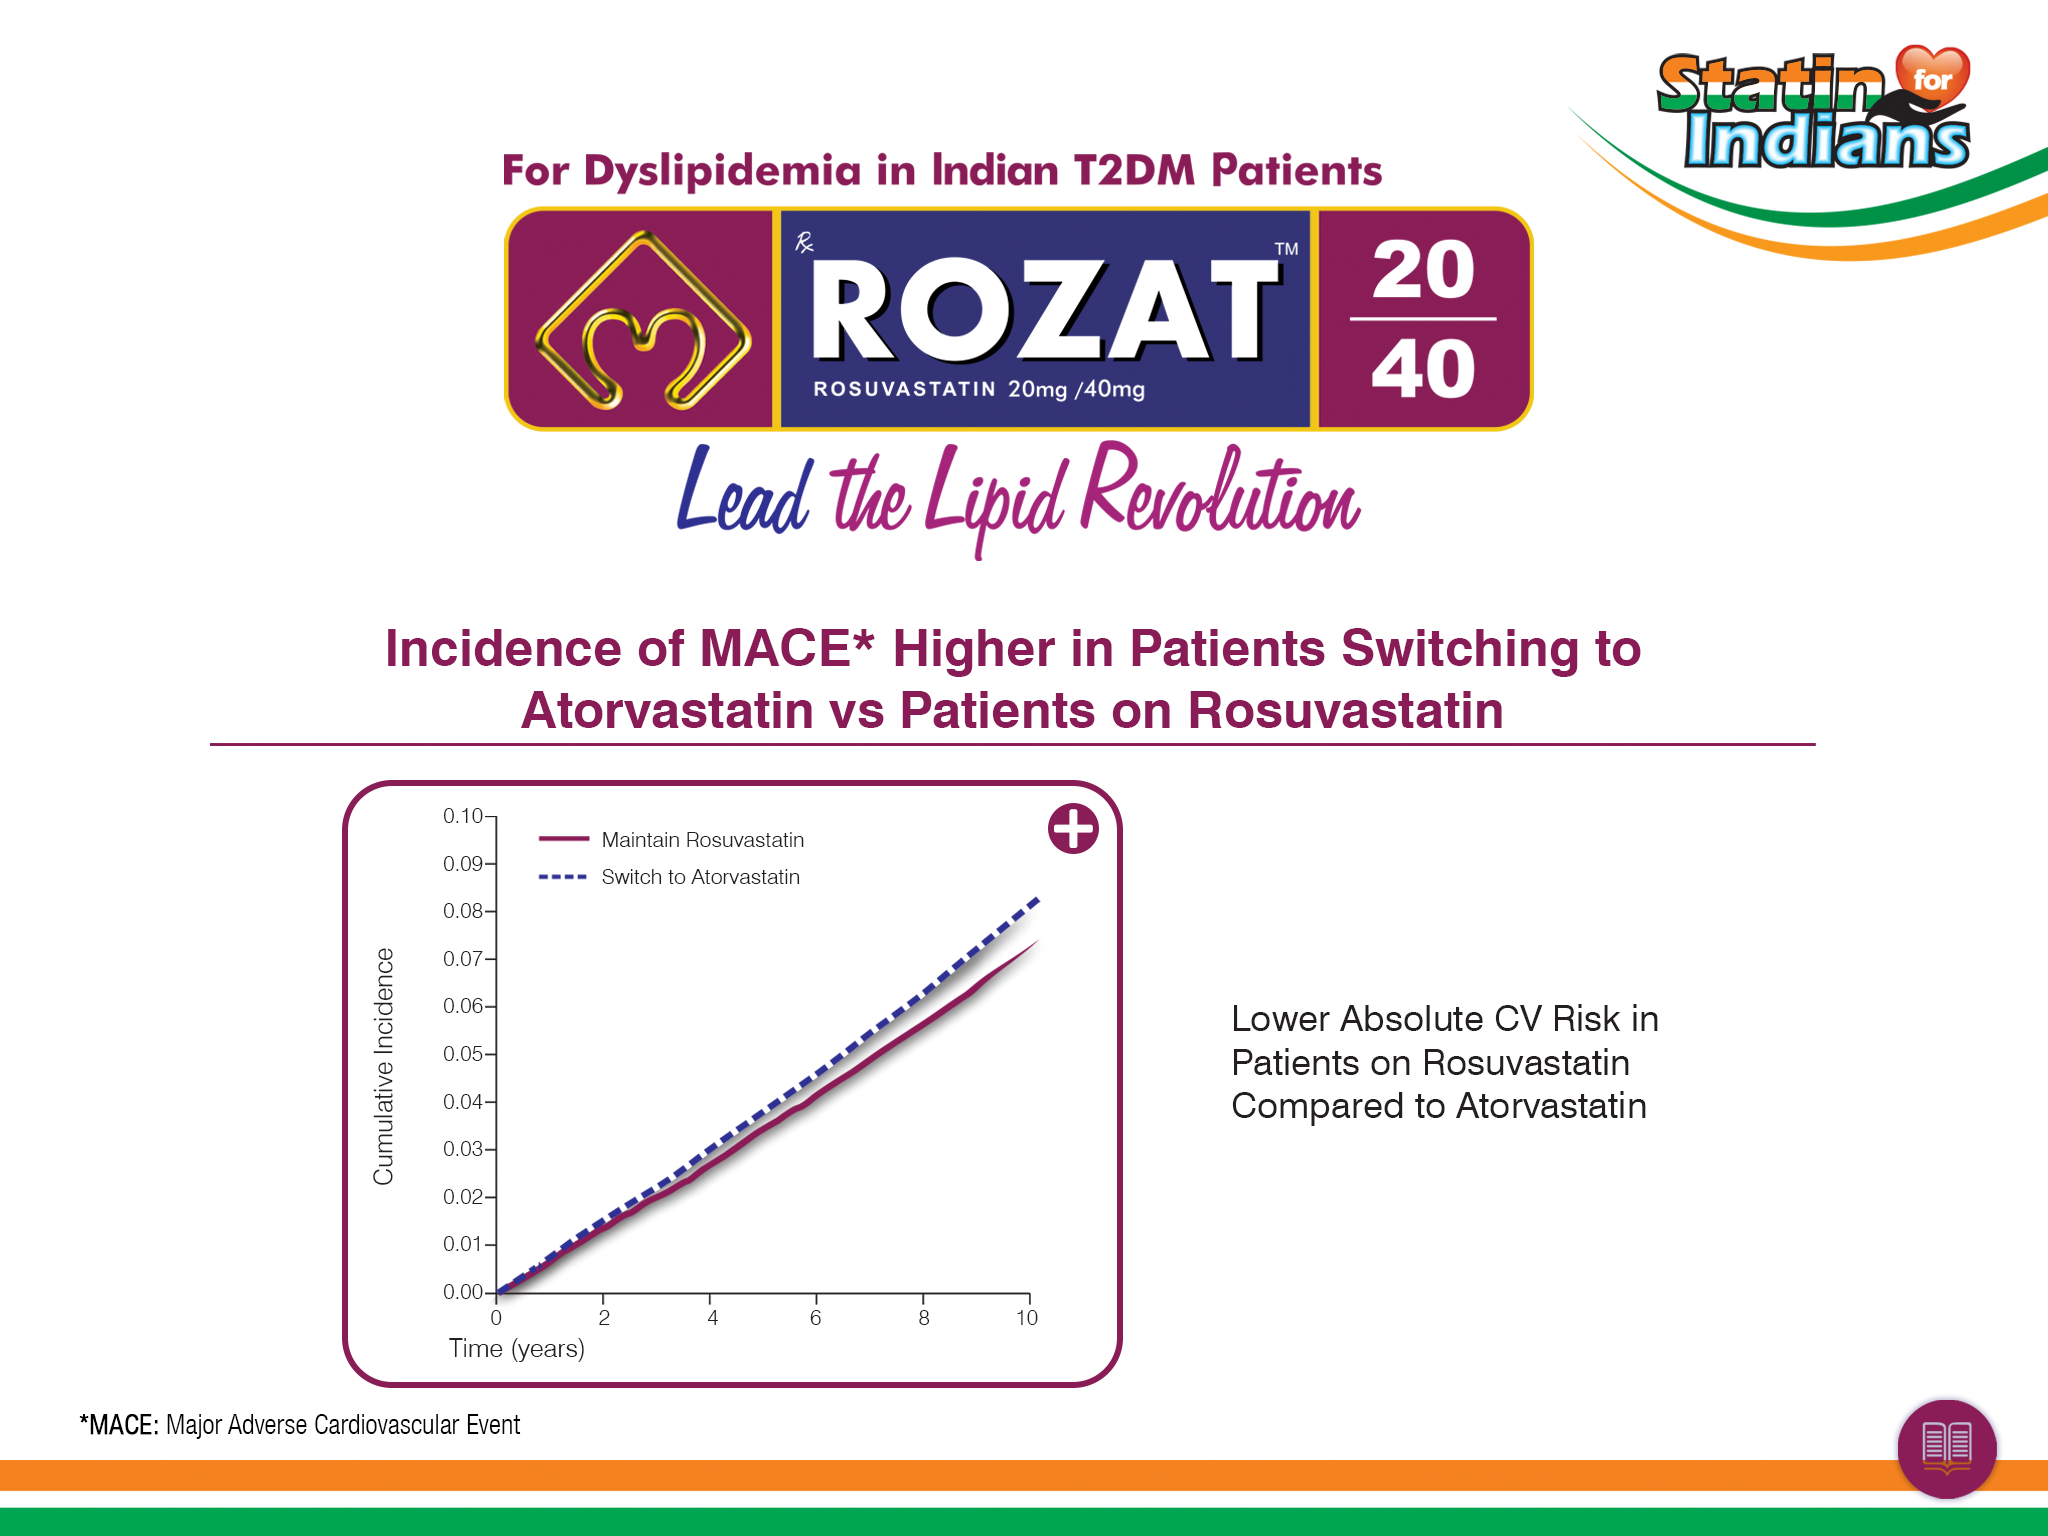 Statin for
Indians
For Dyslipidemia in Indian T2DM Patients
Rx
ROZAT™
20
40
ROSUVASTATIN 20mg /40mg
Lead the Lipid Revolution
Incidence of MACE* Higher in Patients Switching to
Atorvastatin vs Patients on Rosuvastatin
0.10
0.09
0.08
0.07
0.06
0.05
0.04
0.03
0.02
0.01
0.00
Cumulative Incidence
Maintain Rosuvastatin
Switch to Atorvastatin
0 2 4 6 8 10
Time (years)
Lower Absolute CV Risk in
Patients on Rosuvastatin
Compared to Atorvastatin
*MACE: Major Adverse Cardiovascular Event